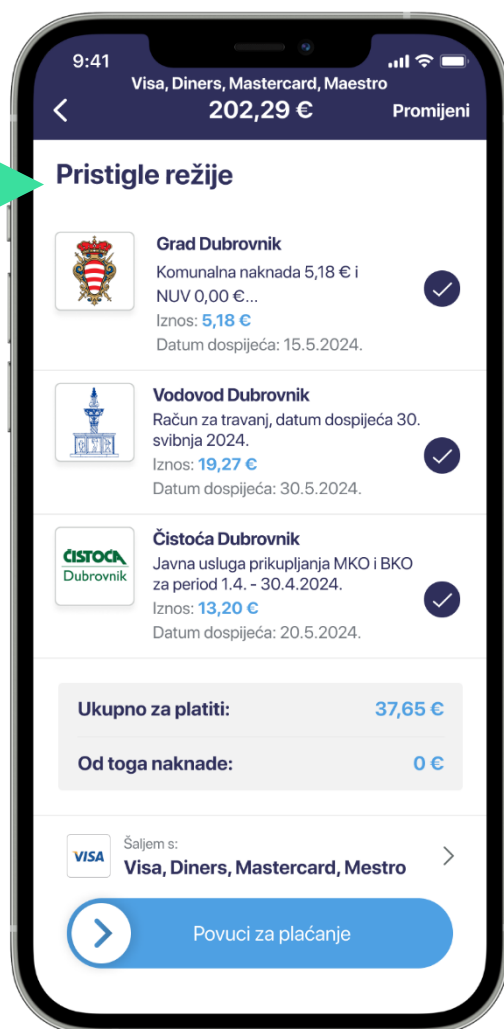 9:41
Visa, Diners, Mastercard, Maestro
202,29 €
Promijeni
Pristigle režije
Grad Dubrovnik
Komunalna naknada 5,18 € i
NUV 0,00 €...
Iznos: 5,18 €
Datum dospijeća: 15.5.2024.
Vodovod Dubrovnik
Račun za travanj, datum dospijeća 30.
svibnja 2024.
Iznos: 19,27 €
Datum dospijeća: 30.5.2024.
ČISTOĆA
Dubrovnik
Čistoća Dubrovnik
Javna usluga prikupljanja MKO i BKO
za period 1.4. - 30.4.2024.
Iznos: 13,20 €
Datum dospijeća: 20.5.2024.
Ukupno za platiti: 37,65 €
Od toga naknade: 0 €
VISA
Šaljem s:
Visa, Diners, Mastercard, Mestro
Povuci za plaćanje